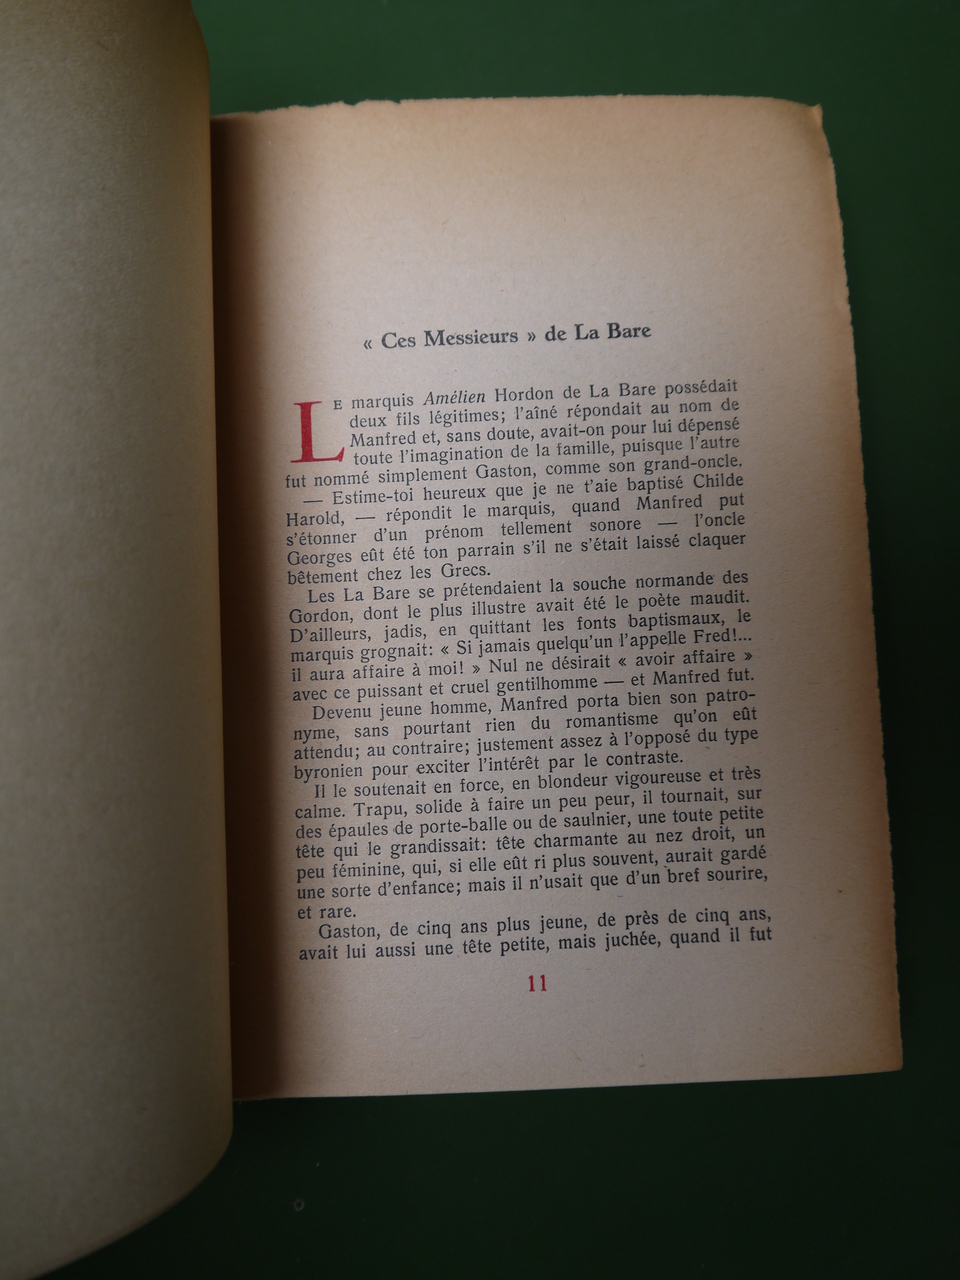 « Ces Messieurs » de La Bare
LE marquis Amélien Hordon de La Bare possédait
deux fils légitimes; l'aîné répondait au nom de
Manfred et, sans doute, avait-on pour lui dépensé
toute l'imagination de la famille, puisque l'autre
fut nommé simplement Gaston, comme son grand-oncle.
— Estime-toi heureux que je ne t'aie baptisé Childe
Harold, — répondit le marquis, quand Manfred put
s'étonner d'un prénom tellement sonore — l'oncle
Georges eût été ton parrain s'il ne s'était laissé claquer
bêtement chez les Grecs.
Les La Bare se prétendaient la souche normande des
Gordon, dont le plus illustre avait été le poète maudit.
D'ailleurs, jadis, en quittant les fonts baptismaux, le
marquis grognait: « Si jamais quelqu'un l'appelle Fred!...
il aura affaire à moi! » Nul ne désirait « avoir affaire »
avec ce puissant et cruel gentilhomme — et Manfred fut.
Devenu jeune homme, Manfred porta bien son patro-
nyme, sans pourtant rien du romantisme qu'on eût
attendu; au contraire; justement assez à l'opposé du type
byronien pour exciter l'intérêt par le contraste.
Il le soutenait en force, en blondeur vigoureuse et très
calme. Trapu, solide à faire un peu peur, il tournait, sur
des épaules de porte-balle ou de saulnier, une toute petite
tête qui le grandissait: tête charmante au nez droit, un
peu féminine, qui, si elle eût ri plus souvent, aurait gardé
une sorte d'enfance; mais il n'usait que d'un bref sourire,
et rare.
Gaston, de cinq ans plus jeune, de près de cinq ans,
avait lui aussi une tête petite, mais juchée, quand il fut
11